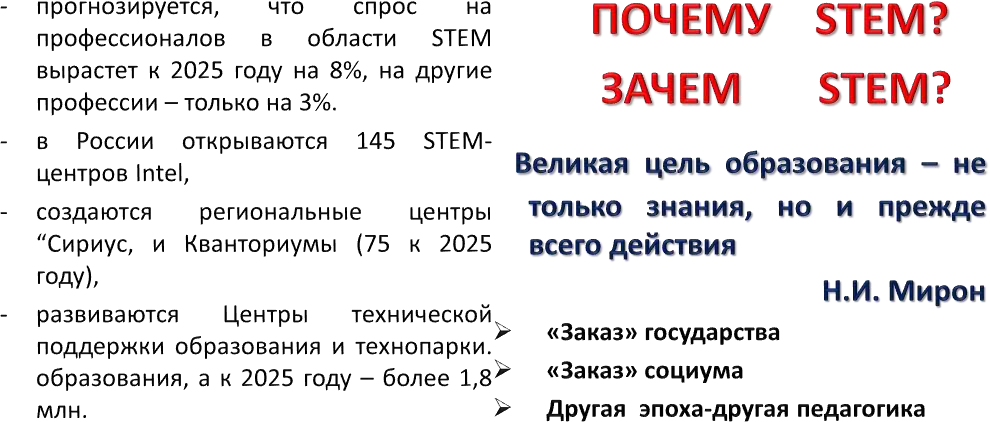 - прогнозируется, что спрос на
профессионалов в области STEM
вырастет к 2025 году на 8%, на другие
профессии – только на 3%.
- в России открываются 145 STEM-
центров Intel,
- создаются региональные центры
“Сириус, и Кванториумы (75 к 2025
году),
- развиваются Центры технической
поддержки образования и технопарки.
образования, а к 2025 году – более 1,8
млн.
ПОЧЕМУ STEM?
ЗАЧЕМ STEM?
Великая цель образования – не
только знания, но и прежде
всего действия
Н.И. Мирон
➢ «Заказ» государства
➢ «Заказ» социума
➢ Другая эпоха-другая педагогика